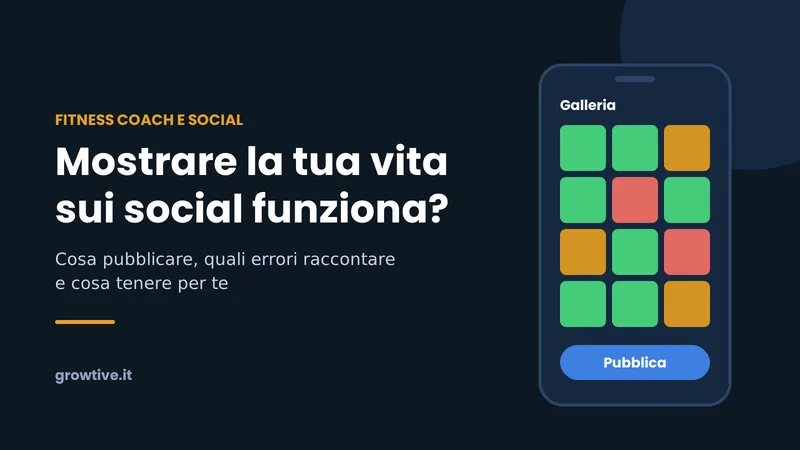 FITNESS COACH E SOCIAL
Mostrare la tua vita
sui social funziona?
Cosa pubblicare, quali errori raccontare
e cosa tenere per te
growtive.it
Galleria
Pubblica